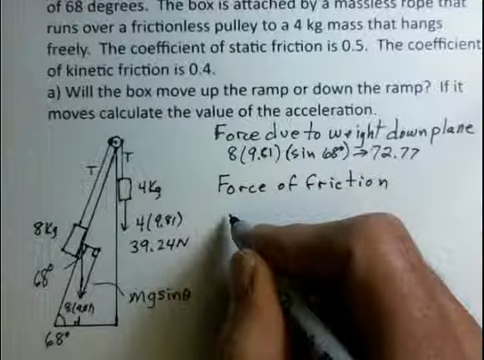 of 68 degrees. The box is attached by a massless rope that
runs over a frictionless pulley to a 4 kg mass that hangs
freely. The coefficient of static friction is 0.5. The coefficient
of kinetic friction is 0.4.
a) Will the box move up the ramp or down the ramp? If it
moves calculate the value of the acceleration.
Force due to weight down plane
8(9.81)(sin 68°) → 72.77
Force of friction
T
T
4Kg
4(9.81)
39.24N
8Kg
68°
8(9.81)
mgsinθ
68°